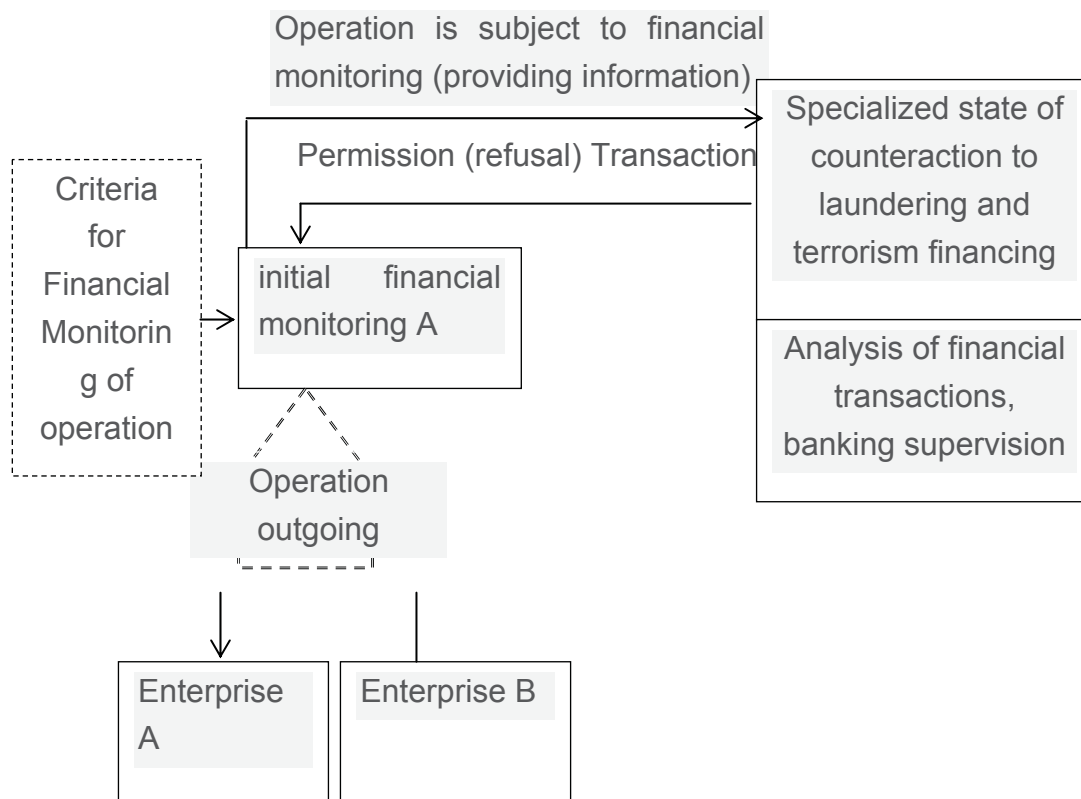 Operation is subject to financial
monitoring (providing information)
Permission (refusal) Transaction
Specialized state of
counteraction to
laundering and
terrorism financing
Criteria
for
Financial
Monitorin
g of
operation
initial financial
monitoring A
Analysis of financial
transactions,
banking supervision
Operation
outgoing
Enterprise
A
Enterprise B